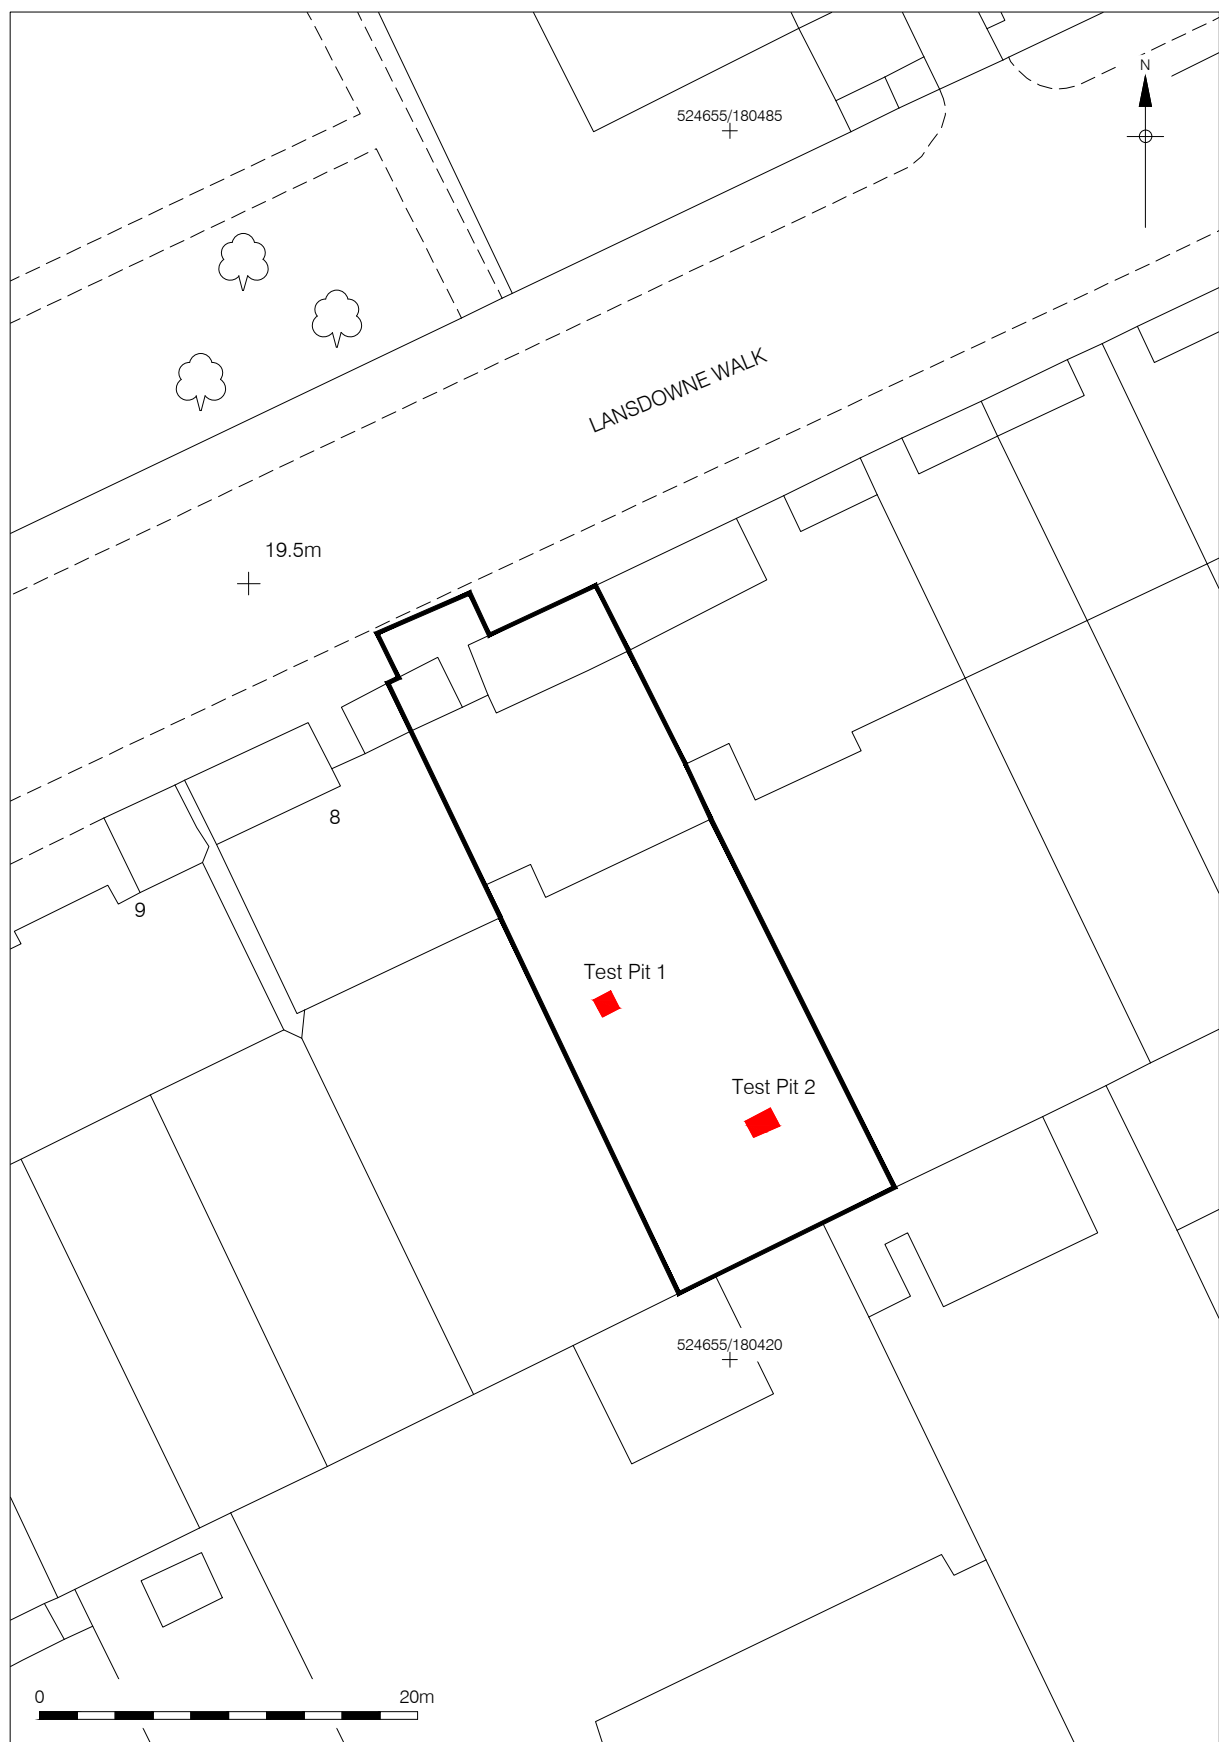 N
524655/180485
LANSDOWNE WALK
19.5m
8
9
Test Pit 1
Test Pit 2
524655/180420
0 20m